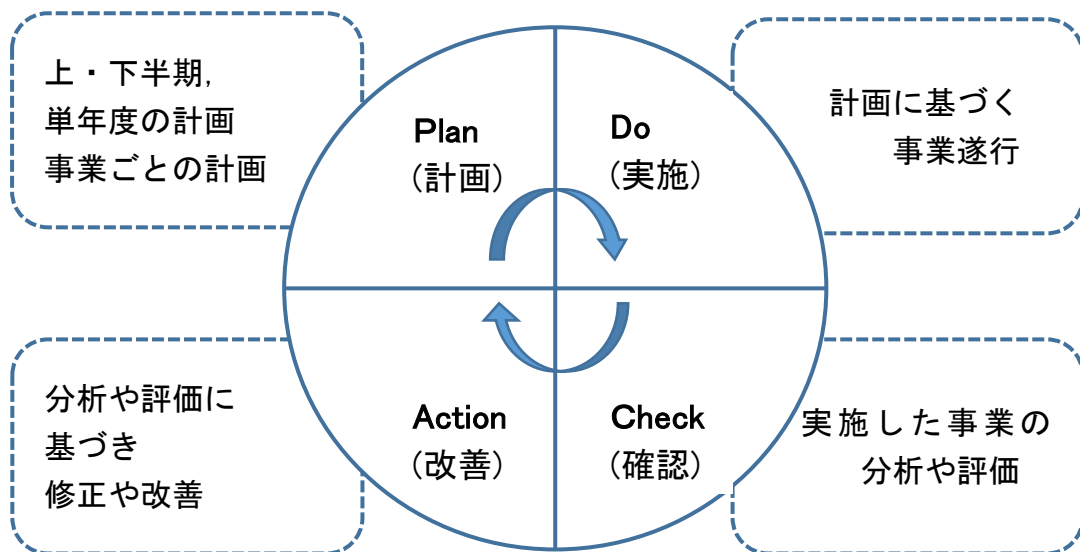 上・下半期,
単年度の計画
事業ごとの計画
Plan
(計画)
Do
(実施)
計画に基づく
事業遂行
分析や評価に
基づき
修正や改善
Action
(改善)
Check
(確認)
実施した事業の
分析や評価